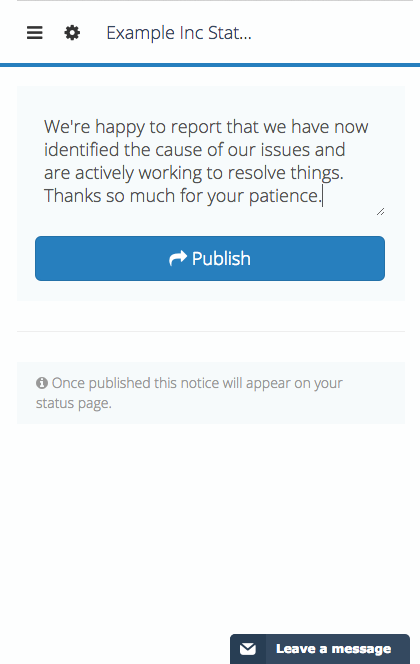 Example Inc Stat...
We're happy to report that we have now
identified the cause of our issues and
are actively working to resolve things.
Thanks so much for your patience.
Publish
Once published this notice will appear on your
status page.
Leave a message